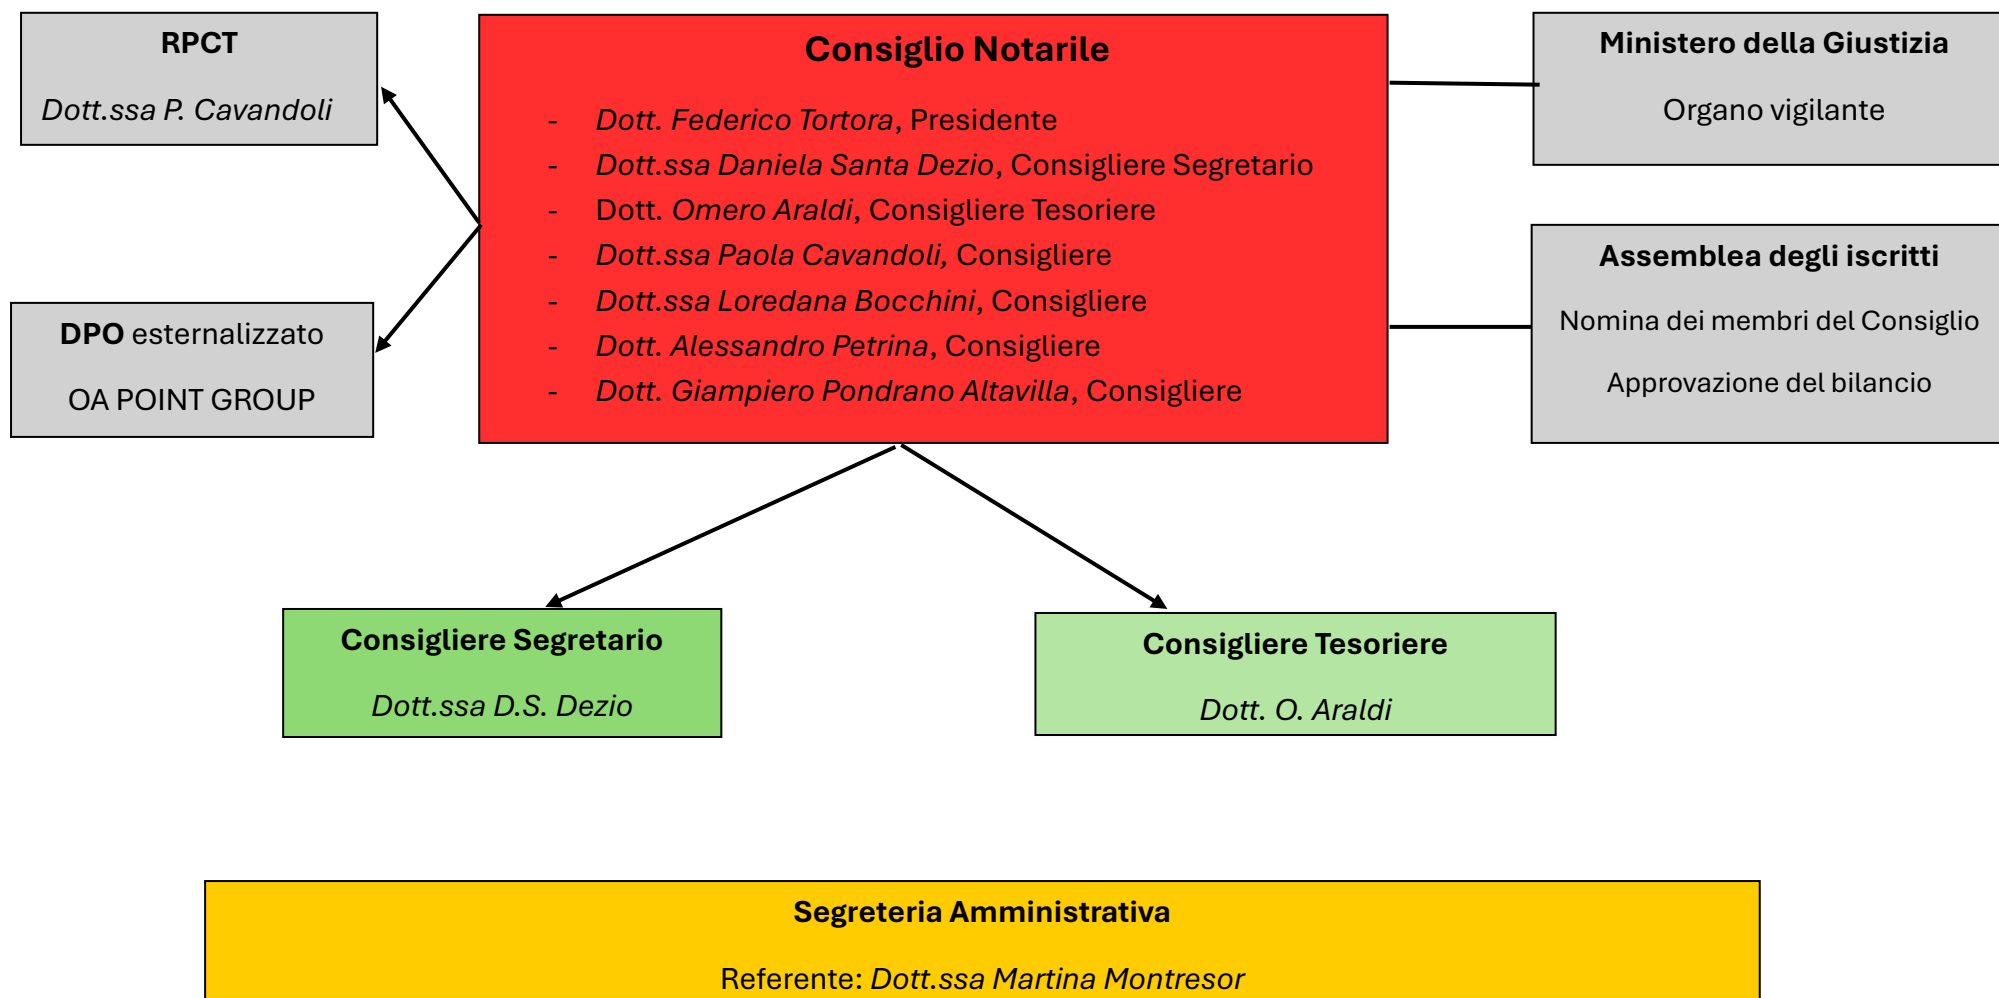 RPCT
Dott.ssa P. Cavandoli
DPO esternalizzato
OA POINT GROUP
Consiglio Notarile
- Dott. Federico Tortora, Presidente
- Dott.ssa Daniela Santa Dezio, Consigliere Segretario
- Dott. Omero Araldi, Consigliere Tesoriere
- Dott.ssa Paola Cavandoli, Consigliere
- Dott.ssa Loredana Bocchini, Consigliere
- Dott. Alessandro Petrina, Consigliere
- Dott. Giampiero Pondrano Altavilla, Consigliere
Ministero della Giustizia
Organo vigilante
Assemblea degli iscritti
Nomina dei membri del Consiglio
Approvazione del bilancio
Consigliere Segretario
Dott.ssa D.S. Dezio
Consigliere Tesoriere
Dott. O. Araldi
Segreteria Amministrativa
Referente: Dott.ssa Martina Montresor